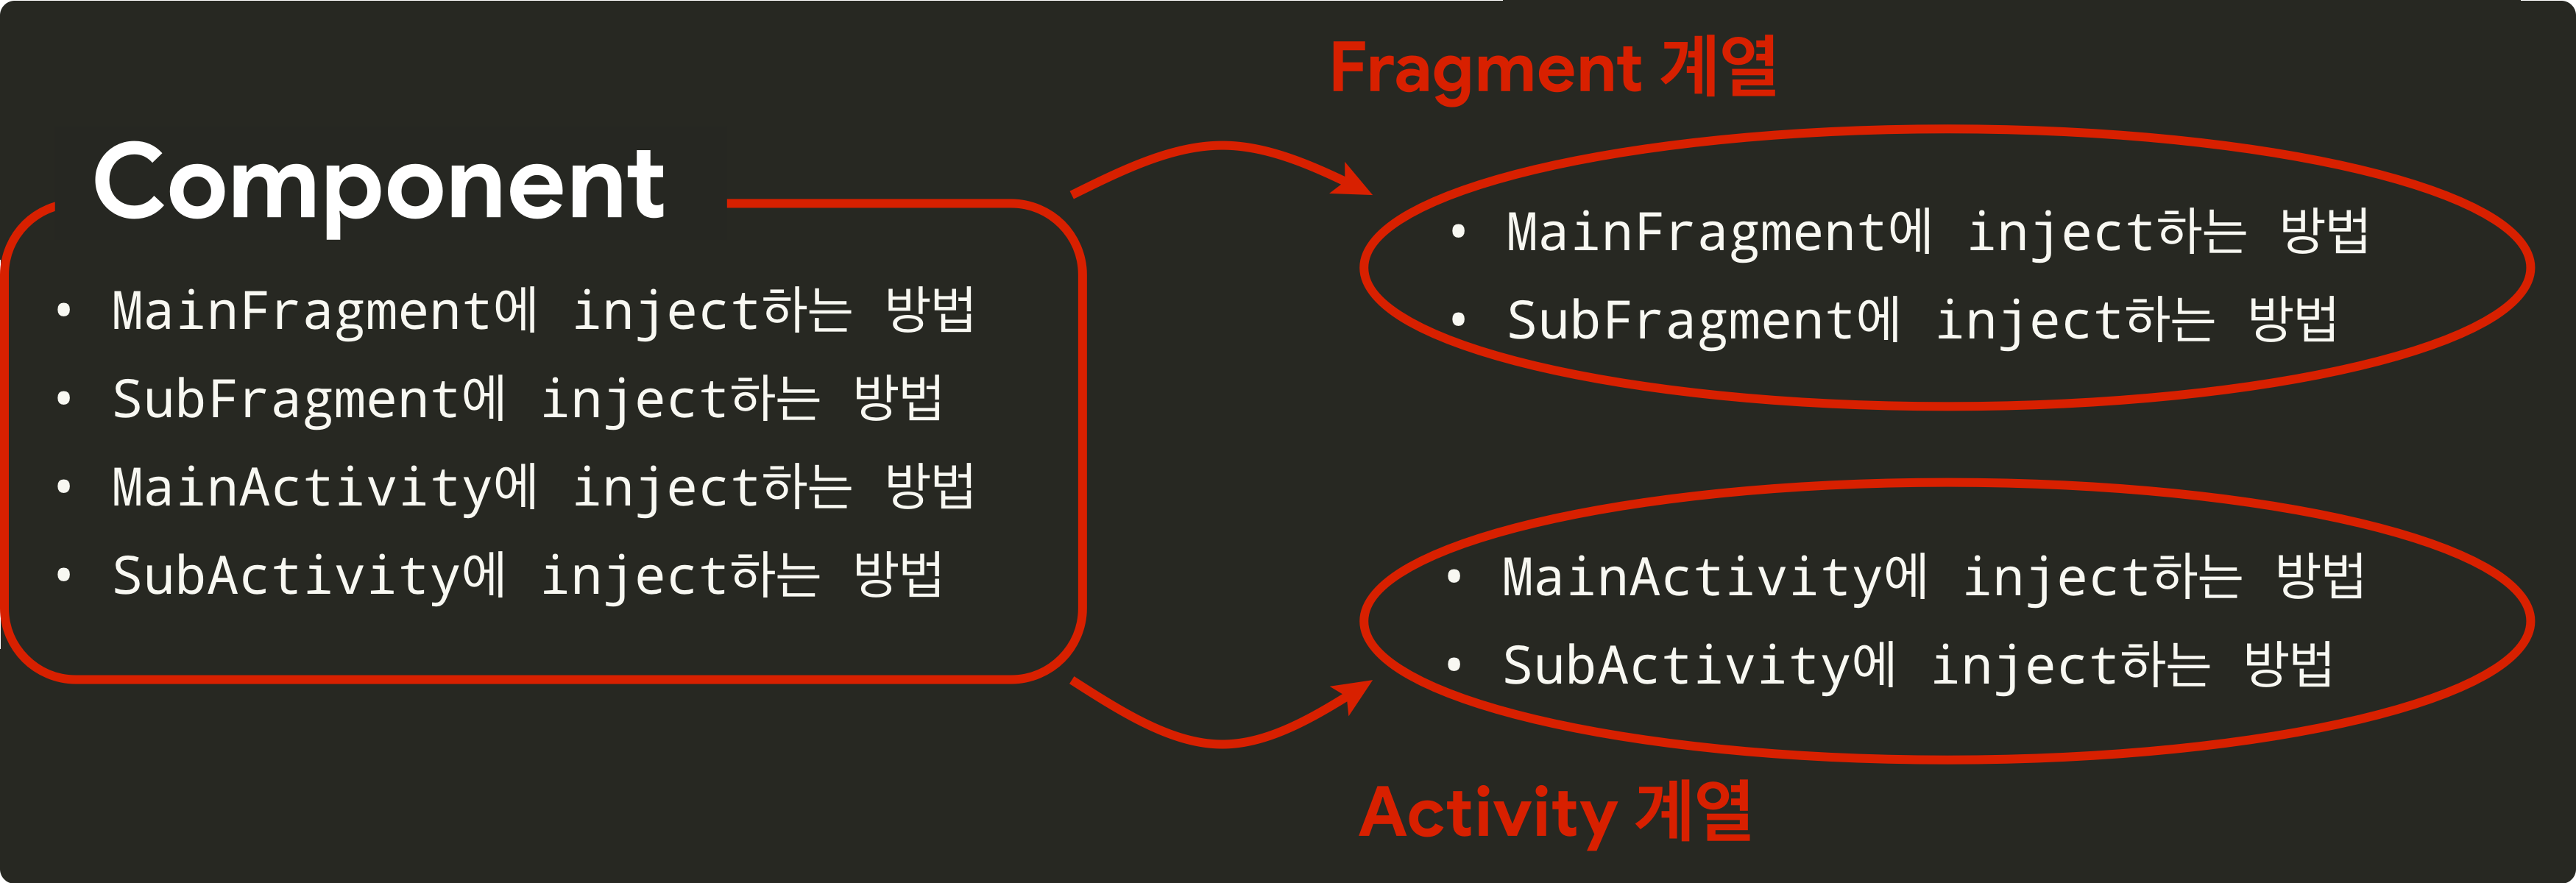 Component
• MainFragment에 inject하는 방법
• SubFragment에 inject하는 방법
• MainActivity에 inject하는 방법
• SubActivity에 inject하는 방법
Fragment 계열
• MainFragment에 inject하는 방법
• SubFragment에 inject하는 방법
• MainActivity에 inject하는 방법
• SubActivity에 inject하는 방법
Activity 계열